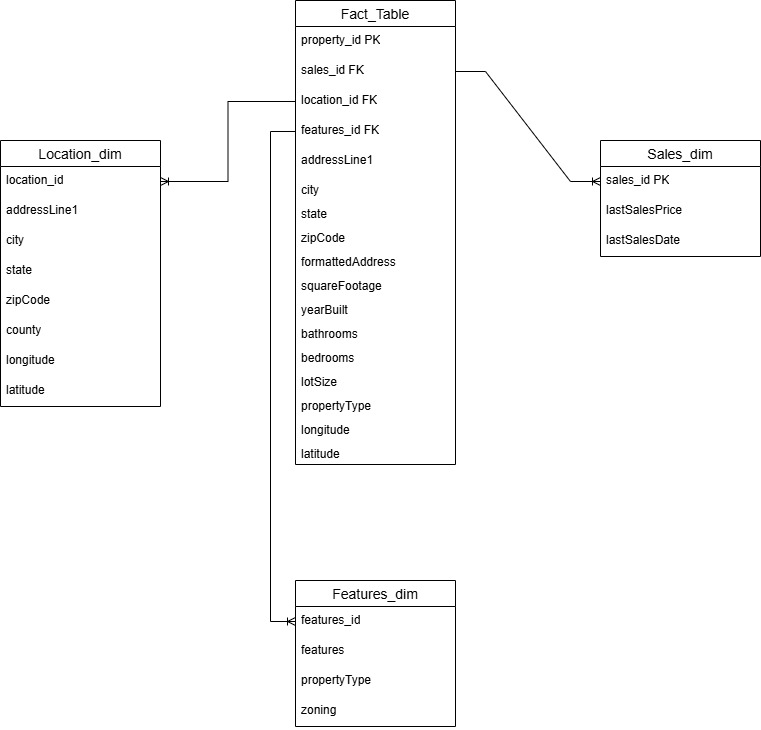 Fact_Table
property_id PK
sales_id FK
location_id FK
features_id FK
addressLine1
city
state
zipCode
formattedAddress
squareFootage
yearBuilt
bathrooms
bedrooms
lotSize
propertyType
longitude
latitude
Location_dim
location_id
addressLine1
city
state
zipCode
county
longitude
latitude
Sales_dim
sales_id PK
lastSalesPrice
lastSalesDate
Features_dim
features_id
features
propertyType
zoning